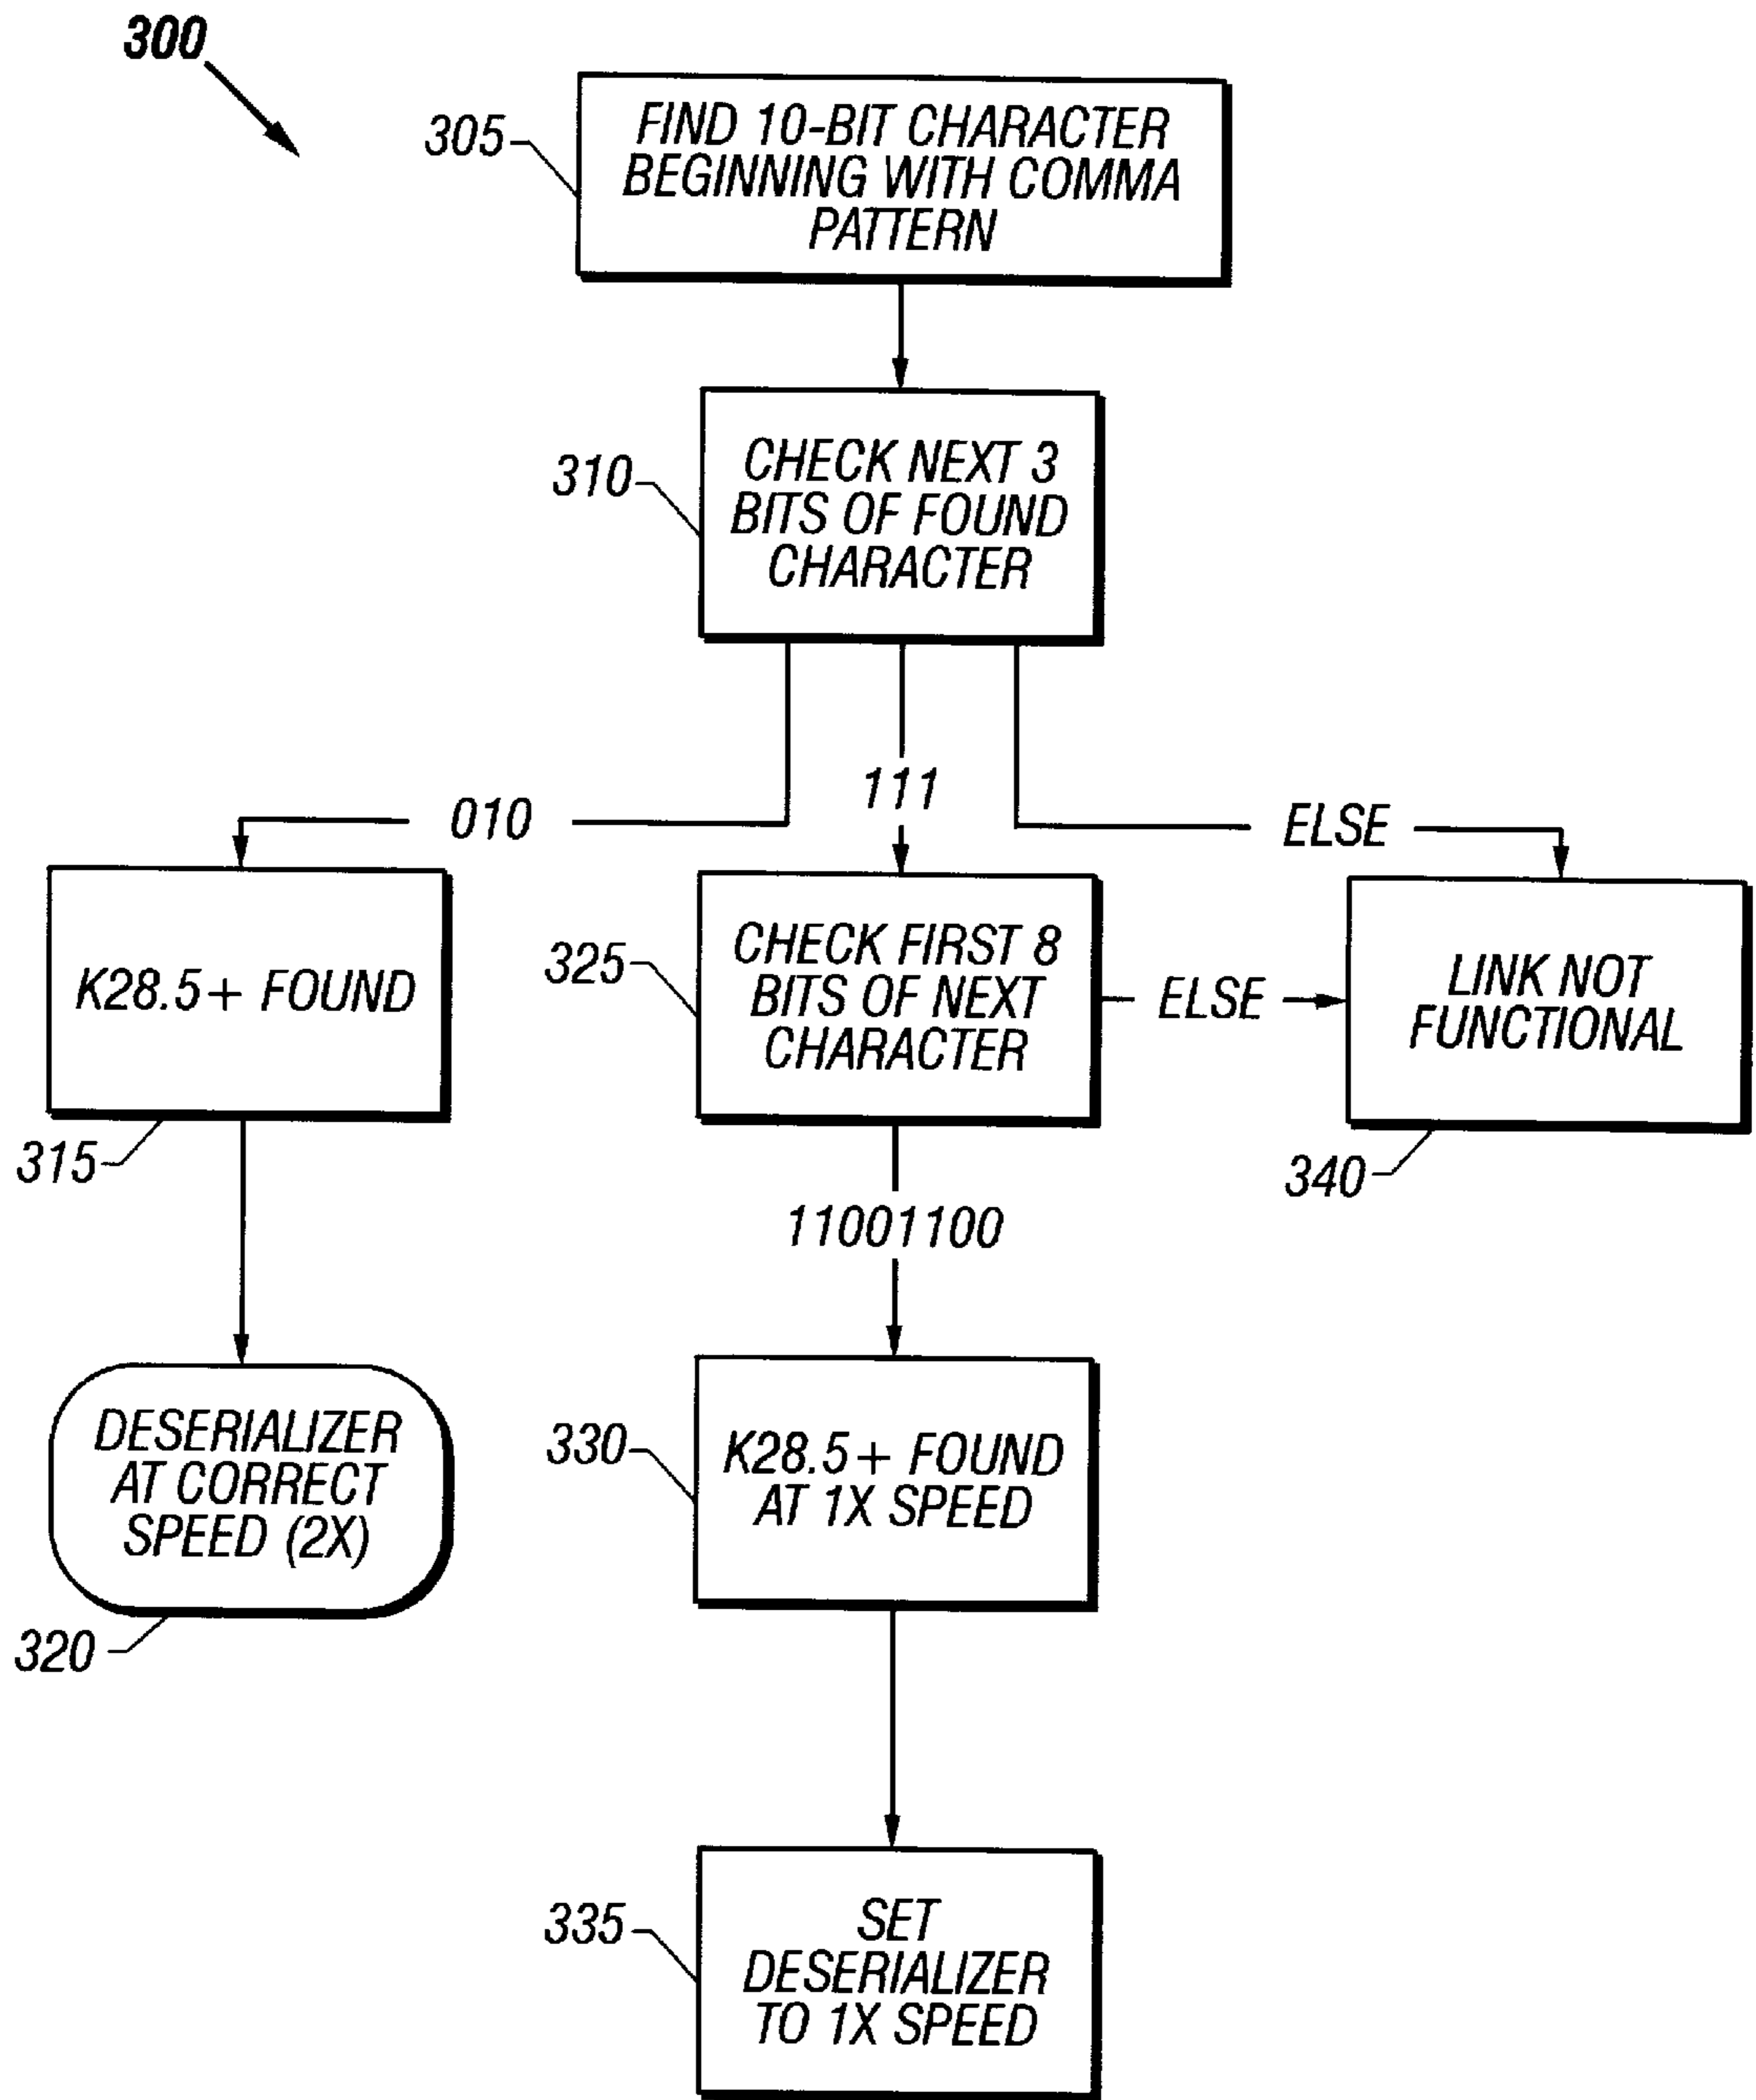 300
305
FIND 10-BIT CHARACTER
BEGINNING WITH COMMA
PATTERN
310
CHECK NEXT 3
BITS OF FOUND
CHARACTER
010
111
ELSE
K28.5+ FOUND
315
325
CHECK FIRST 8
BITS OF NEXT
CHARACTER
ELSE
LINK NOT
FUNCTIONAL
340
11001100
DESERIALIZER
AT CORRECT
SPEED (2X)
320
330
K28.5+ FOUND
AT 1X SPEED
335
SET
DESERIALIZER
TO 1X SPEED